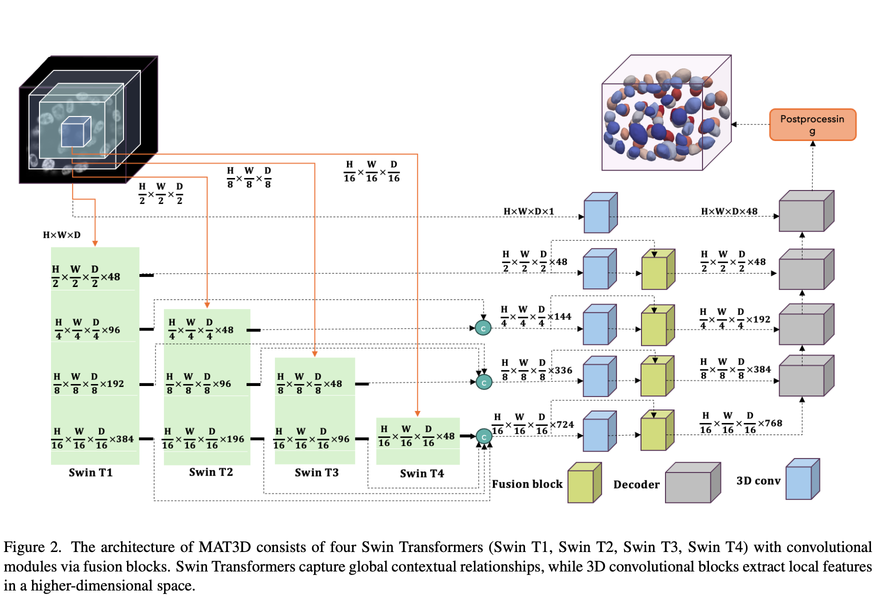 H/2 × W/2 × D/2
H/8 × W/8 × D/8
H/16 × W/16 × D/16
Postprocessin
g
H×W×D
H×W×D×1
H×W×D×48
H/2 × W/2 × D/2 ×48
H/4 × W/4 × D/4 ×96
H/8 × W/8 × D/8 ×192
H/16 × W/16 × D/16 ×384
Swin T1
H/4 × W/4 × D/4 ×48
H/8 × W/8 × D/8 ×96
H/16 × W/16 × D/16 ×196
Swin T2
H/8 × W/8 × D/8 ×48
H/16 × W/16 × D/16 ×96
Swin T3
H/16 × W/16 × D/16 ×48
Swin T4
C
C
C
H/2 × W/2 × D/2 ×48
H/4 × W/4 × D/4 ×144
H/8 × W/8 × D/8 ×336
H/16 × W/16 × D/16 ×724
H/2 × W/2 × D/2 ×48
H/4 × W/4 × D/4 ×192
H/8 × W/8 × D/8 ×384
H/16 × W/16 × D/16 ×768
Fusion block
Decoder
3D conv
Figure 2. The architecture of MAT3D consists of four Swin Transformers (Swin T1, Swin T2, Swin T3, Swin T4) with convolutional
modules via fusion blocks. Swin Transformers capture global contextual relationships, while 3D convolutional blocks extract local features
in a higher-dimensional space.